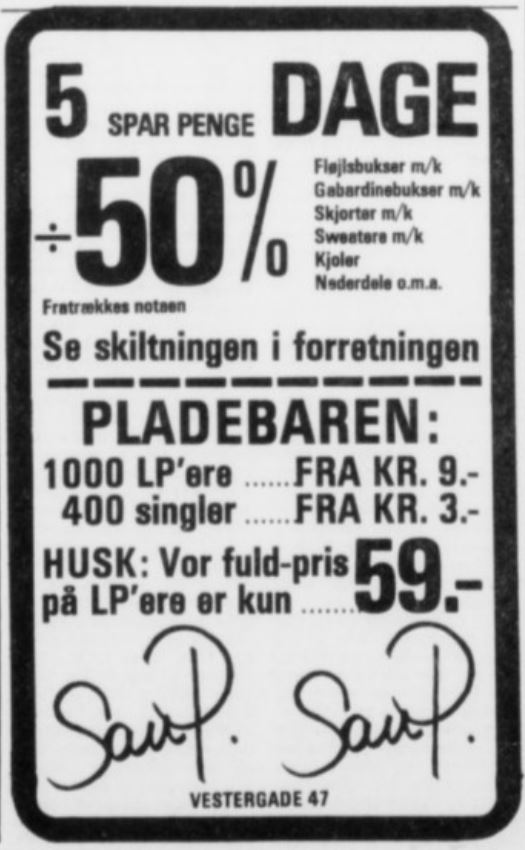 5 SPAR PENGE DAGE
÷50%
Fløjlsbukser m/k
Gabardinebukser m/k
Skjorter m/k
Sweatere m/k
Kjoler
Nederdele o.m.a.
Fratrækkes notaen
Se skiltningen i forretningen
PLADEBAREN:
1000 LP'ere ...... FRA KR. 9.-
400 singler ...... FRA KR. 3.-
HUSK: Vor fuld-pris
på LP'ere er kun ....... 59.-
San P. San P.
VESTERGADE 47